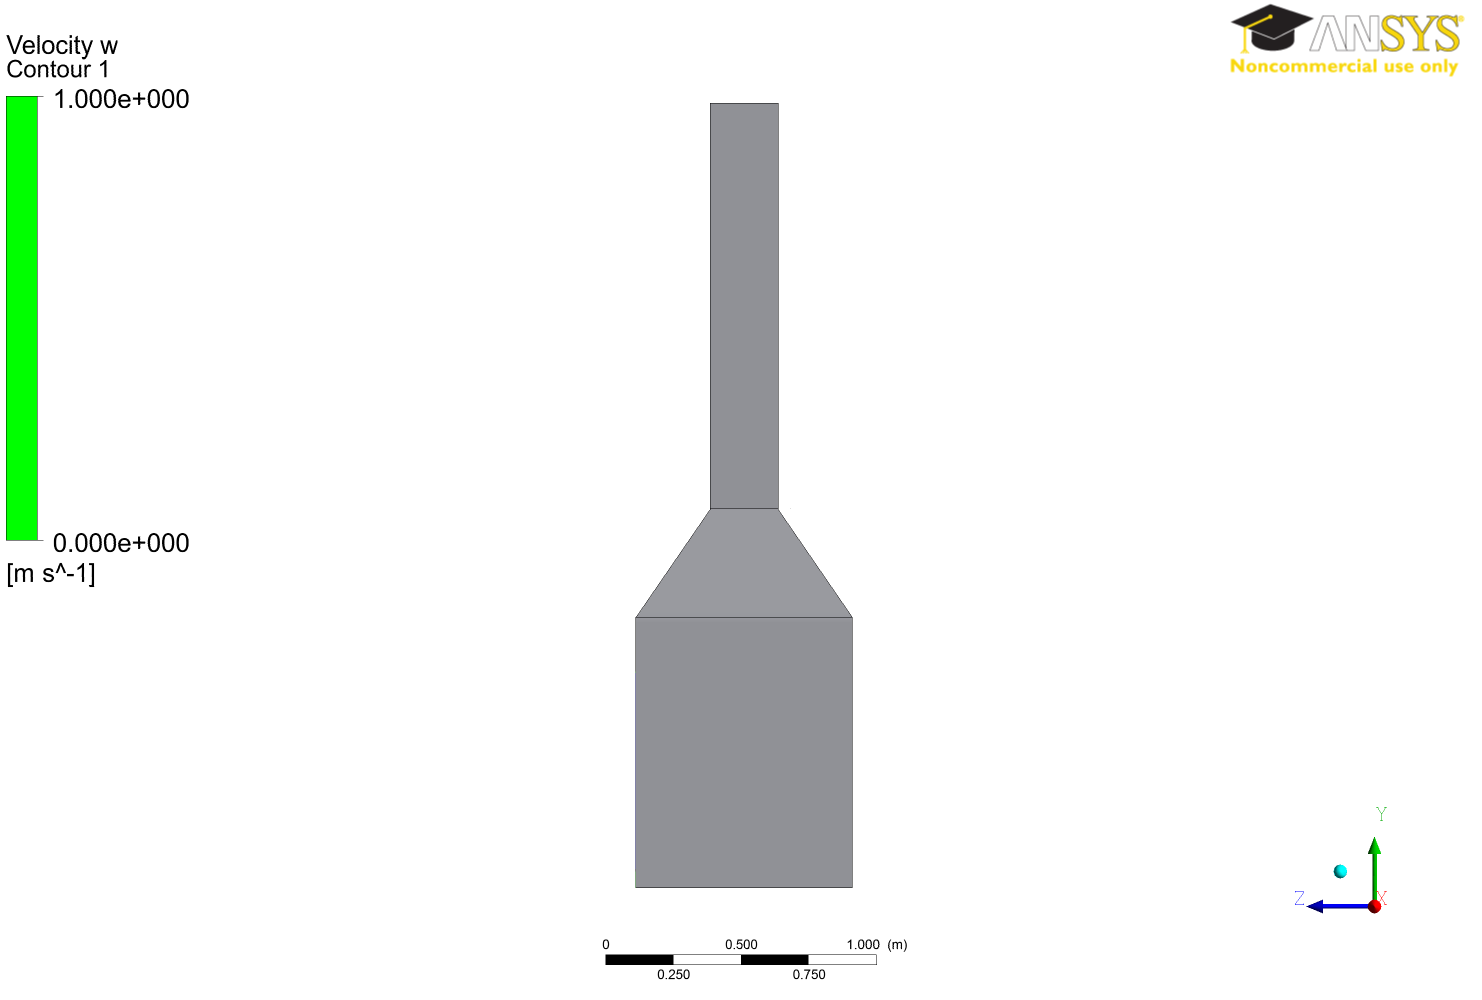 Velocity w
Contour 1
1.000e+000
0.000e+000
[m s^-1]
ANSYS
Noncommercial use only
Y
Z
X
0 0.500 1.000 (m)
0.250 0.750